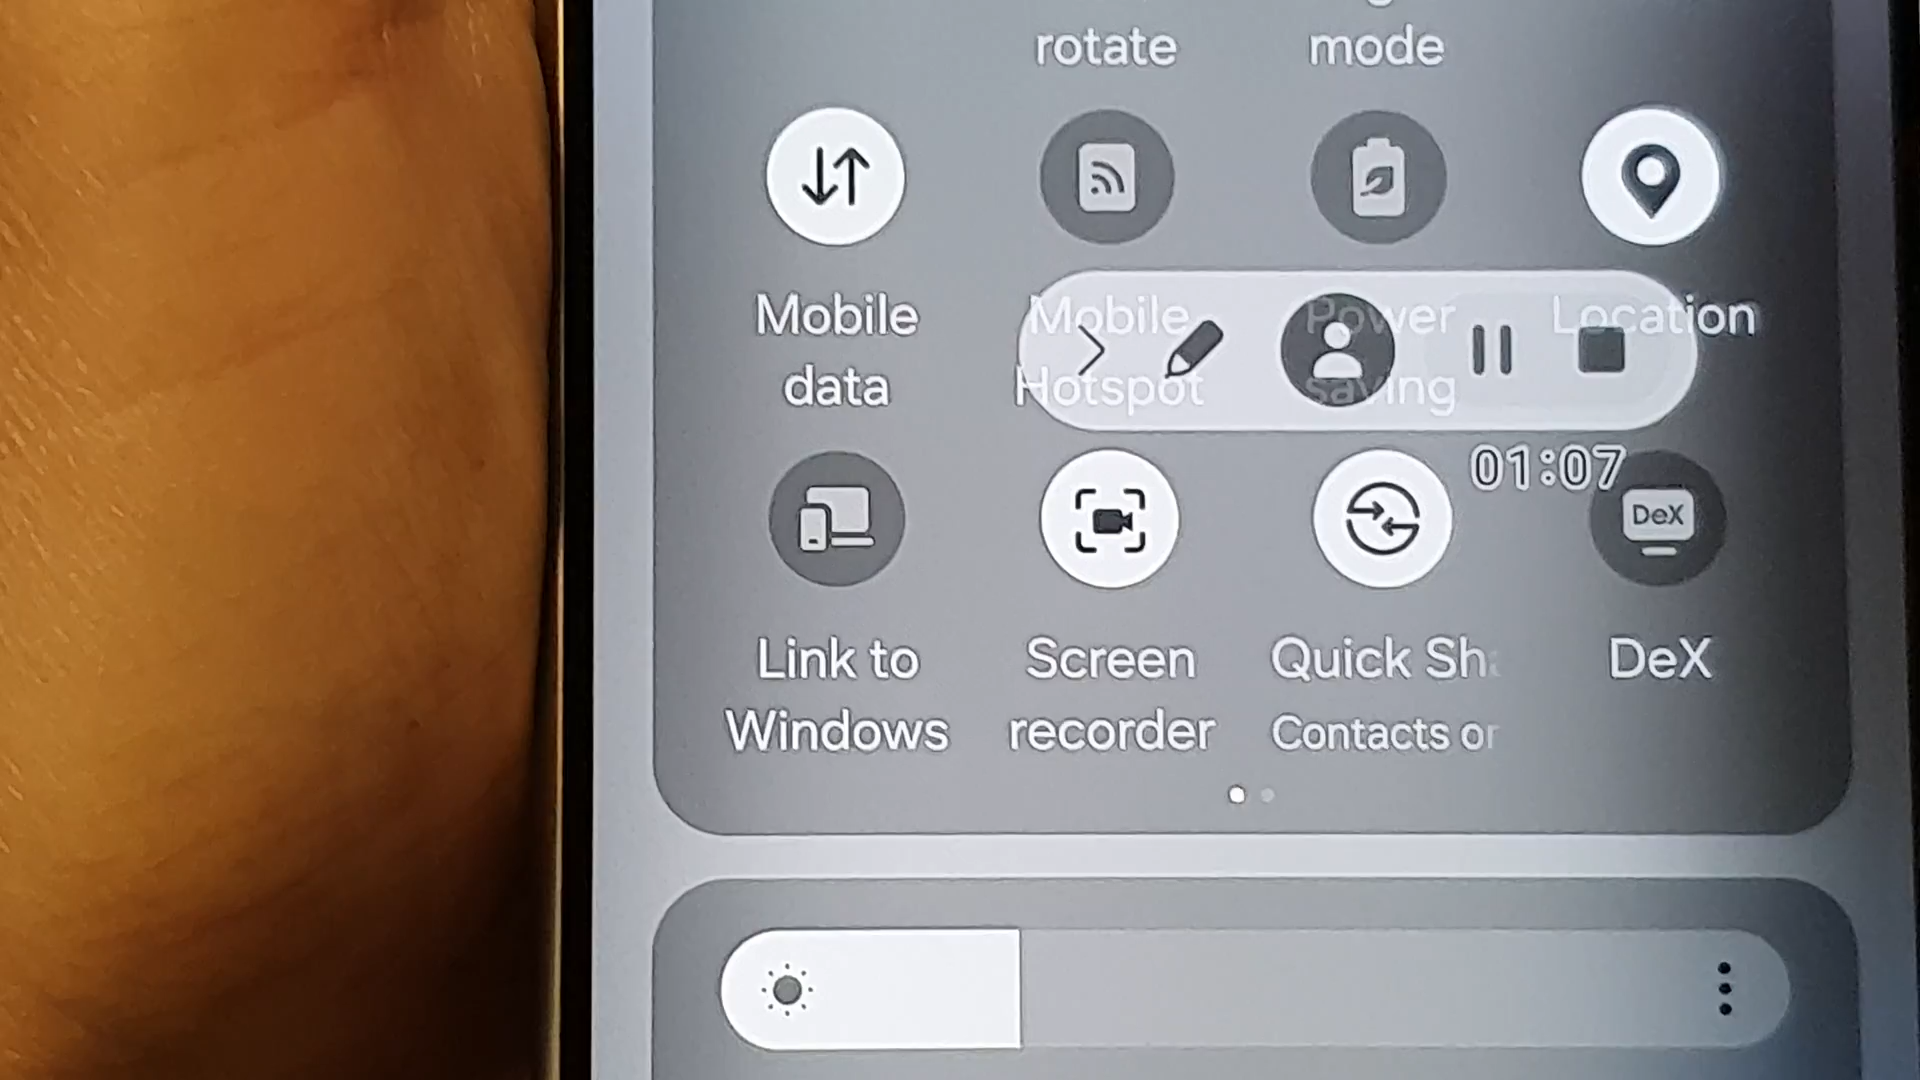 rotate
mode
Mobile
data
Mobile
Hotspot
Power
saving
Location
01:07
DeX
Link to
Windows
Screen
recorder
Quick Sh
Contacts or
DeX